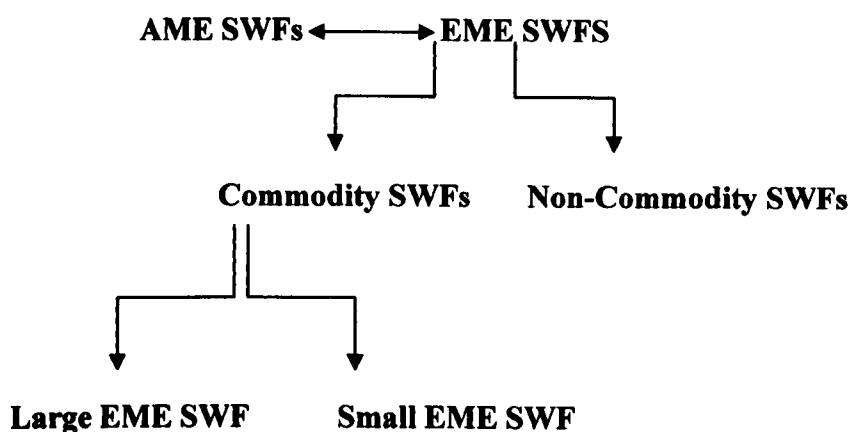 AME SWFs EME SWFS
Commodity SWFs Non-Commodity SWFs
Large EME SWF Small EME SWF